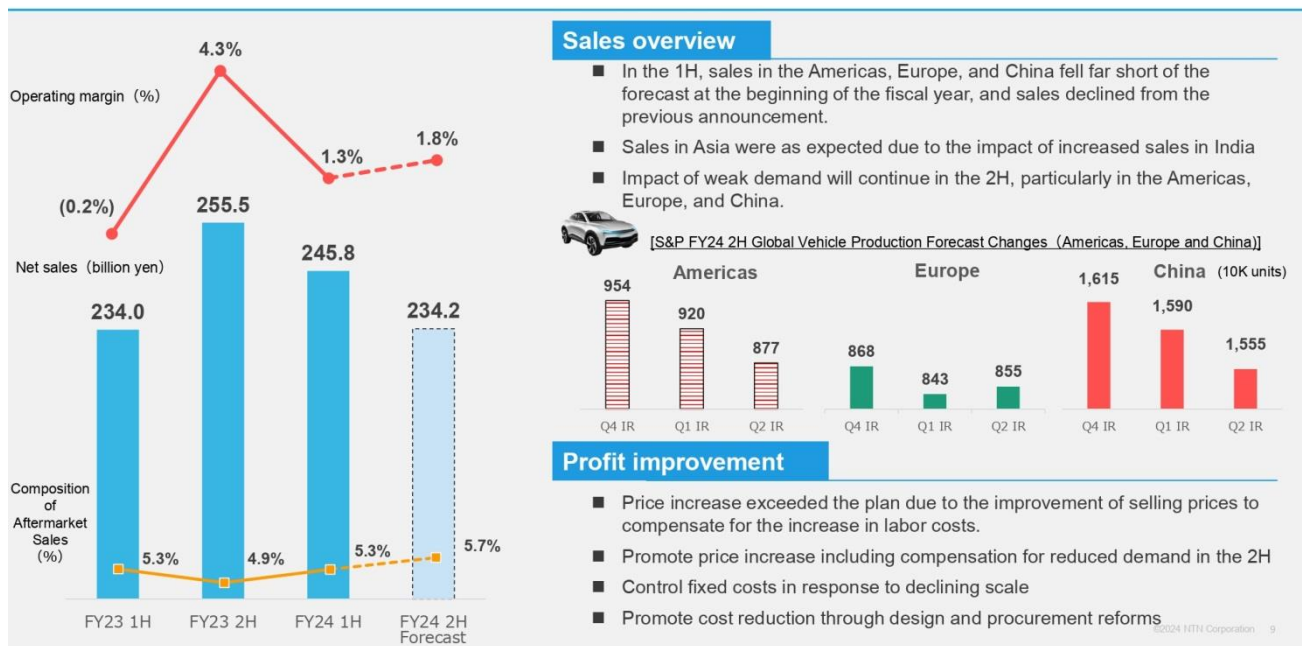 Operating margin（%）
(0.2%)
4.3%
1.3%
1.8%
Net sales（billion yen）
234.0
255.5
245.8
234.2
Composition
of
Aftermarket
Sales
（%）
5.3%
4.9%
5.3%
5.7%
FY23 1H
FY23 2H
FY24 1H
FY24 2H
Forecast
Sales overview
■ In the 1H, sales in the Americas, Europe, and China fell far short of the
forecast at the beginning of the fiscal year, and sales declined from the
previous announcement.
■ Sales in Asia were as expected due to the impact of increased sales in India
■ Impact of weak demand will continue in the 2H, particularly in the Americas,
Europe, and China.
[S&P FY24 2H Global Vehicle Production Forecast Changes（Americas, Europe and China)]
Americas
954
920
877
Q4 IR
Q1 IR
Q2 IR
Europe
868
843
855
Q4 IR
Q1 IR
Q2 IR
China
(10K units)
1,615
1,590
1,555
Q4 IR
Q1 IR
Q2 IR
Profit improvement
■ Price increase exceeded the plan due to the improvement of selling prices to
compensate for the increase in labor costs.
■ Promote price increase including compensation for reduced demand in the 2H
■ Control fixed costs in response to declining scale
■ Promote cost reduction through design and procurement reforms
©2024 NTN Corporation 9